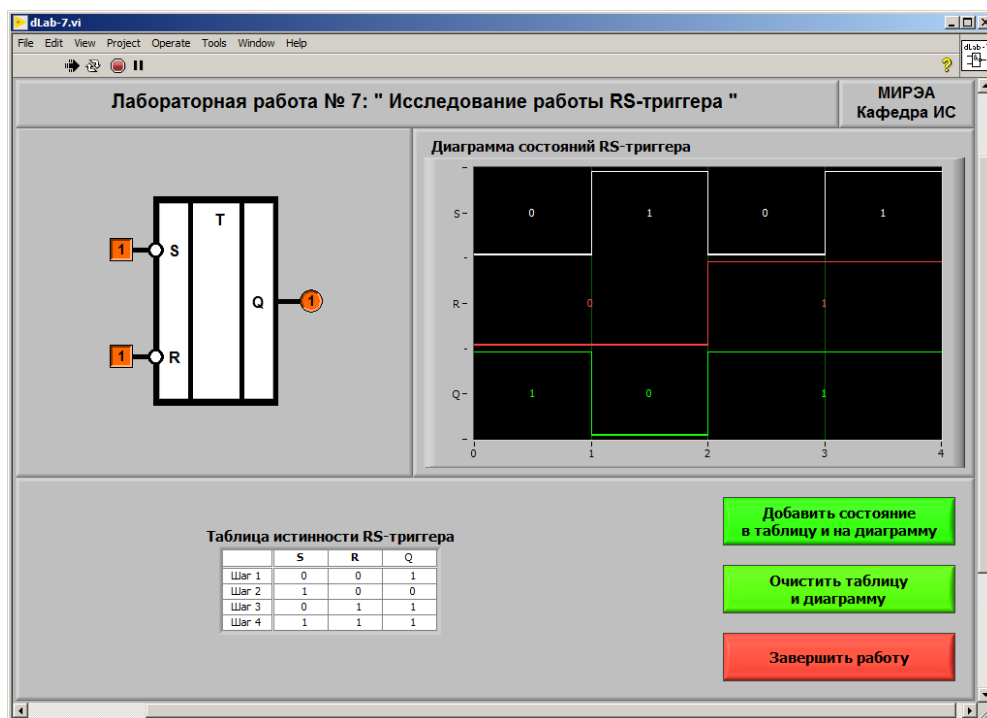 dLab-7.vi
File Edit View Project Operate Tools Window Help
?
Лабораторная работа № 7: " Исследование работы RS-триггера "
МИРЭА
Кафедра ИС
T
1 S
Q 1
1 R
Диаграмма состояний RS-триггера
S 0 1 0 1
R 0 1
Q 1 0 1
0 1 2 3 4
Таблица истинности RS-триггера
S R Q
Шаг 1 0 0 1
Шаг 2 1 0 0
Шаг 3 0 1 1
Шаг 4 1 1 1
Добавить состояние
в таблицу и на диаграмму
Очистить таблицу
и диаграмму
Завершить работу